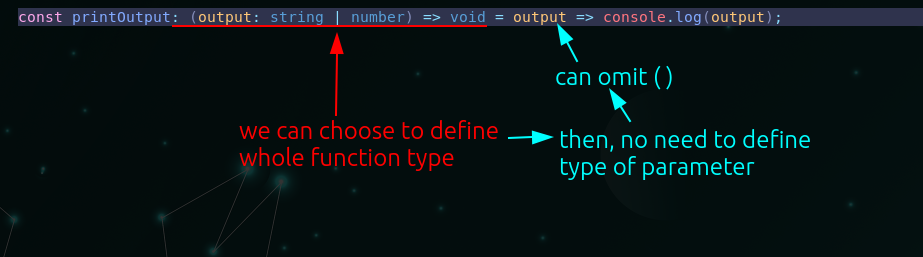 const printOutput: (output: string | number) => void = output => console.log(output);
can omit ( )
we can choose to define
whole function type
then, no need to define
type of parameter